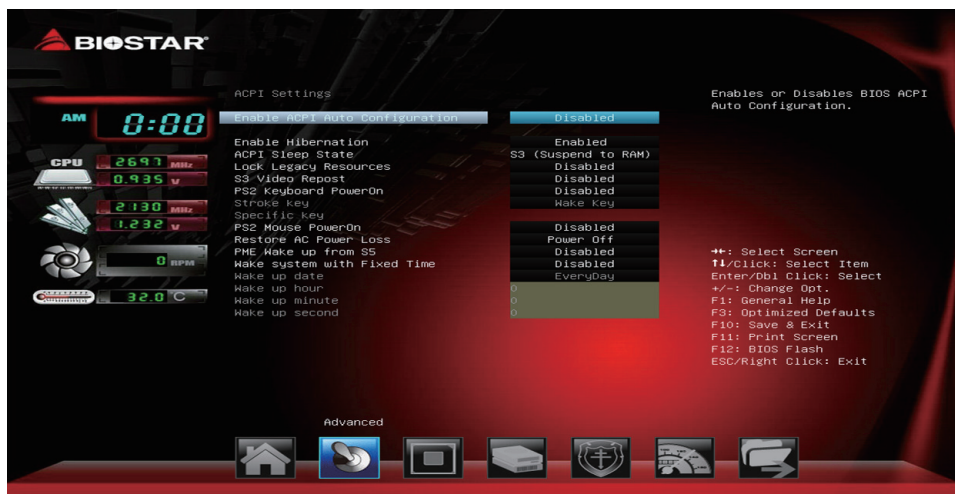 BIOSTAR®
ACPI Settings
Enable ACPI Auto Configuration Disabled
Enable Hibernation Enabled
ACPI Sleep State S3 (Suspend to RAM)
Lock Legacy Resources Disabled
S3 Video Repost Disabled
PS2 Keyboard PowerOn Disabled
Stroke key Wake Key
Specific key
PS2 Mouse PowerOn Disabled
Restore AC Power Loss Power Off
PME Wake up from S5 Disabled
Wake system with Fixed Time Disabled
Wake up date EveryDay
Wake up hour 0
Wake up minute 0
Wake up second 0
AM 0:00
CPU 2697 MHz
0.935 v
2130 MHz
1.232 v
0 RPM
32.0 C
Enables or Disables BIOS ACPI
Auto Configuration.
→←: Select Screen
↑↓/Click: Select Item
Enter/Dbl Click: Select
+/-: Change Opt.
F1: General Help
F3: Optimized Defaults
F10: Save & Exit
F11: Print Screen
F12: BIOS Flash
ESC/Right Click: Exit
Advanced